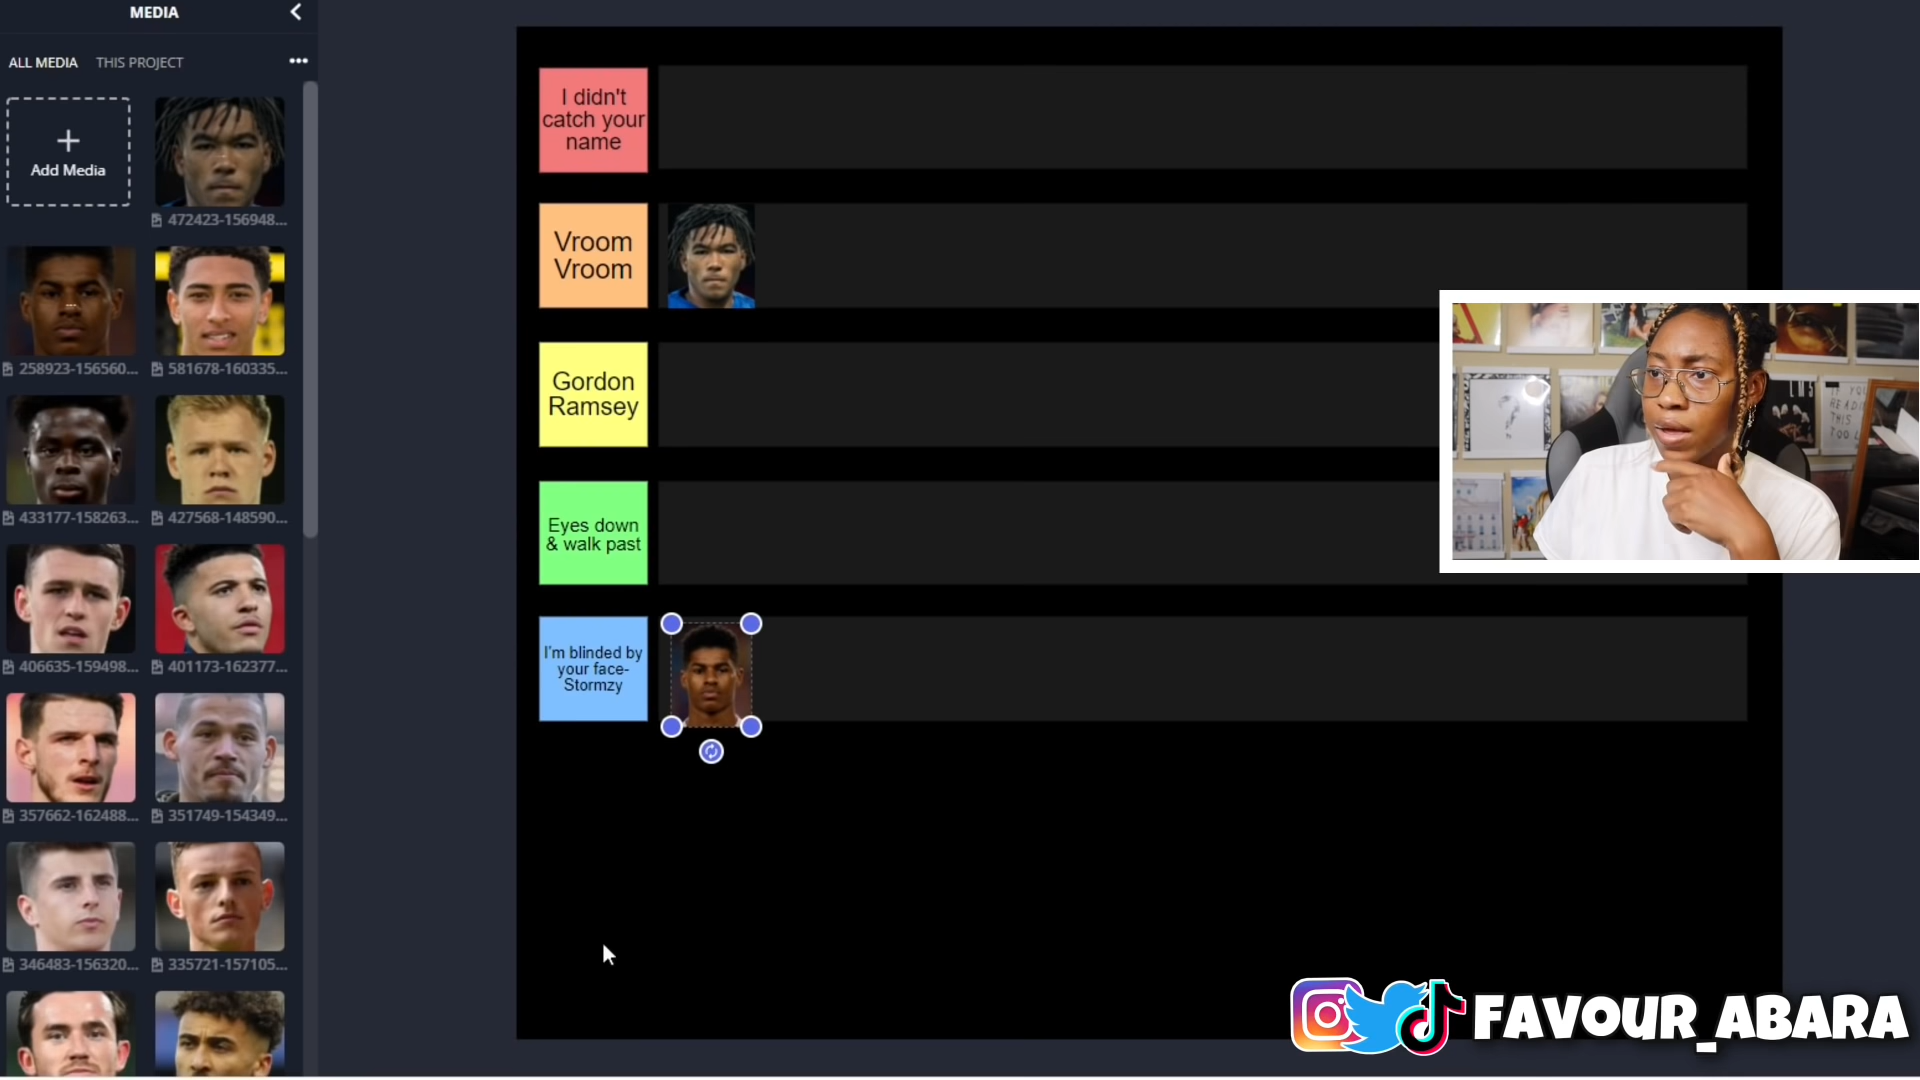 MEDIA
ALL MEDIA THIS PROJECT
Add Media
472423-156948...
258923-156560...
581678-160335...
433177-158263...
427568-148590...
406635-159498...
401173-162377...
357662-162488...
351749-154349...
346483-156320...
335721-157105...
I didn't
catch your
name
Vroom
Vroom
Gordon
Ramsey
Eyes down
& walk past
I'm blinded by
your face-
Stormzy
FAVOUR_ABARA